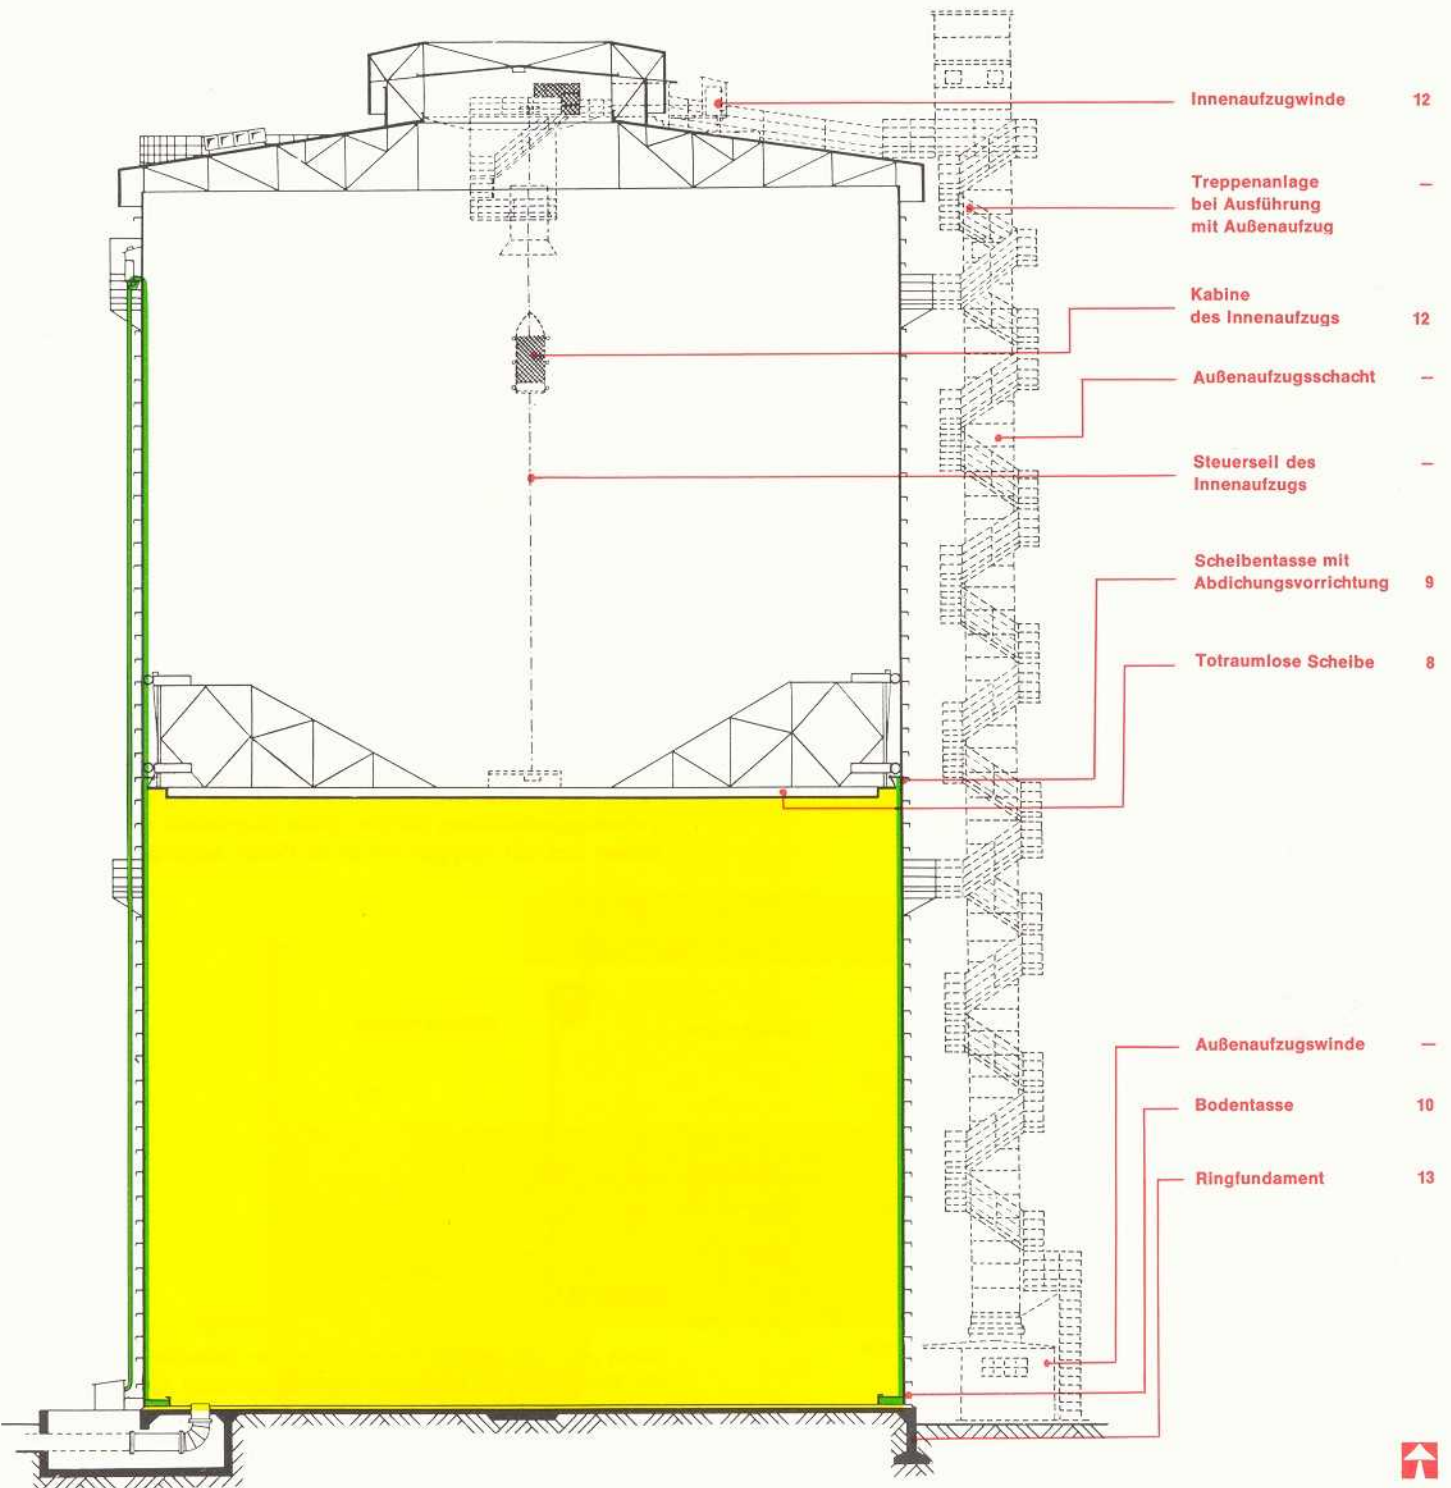 Innenaufzugwinde 12
Treppenanlage —
bei Ausführung
mit Außenaufzug
Kabine
des Innenaufzugs 12
Außenaufzugsschacht —
Steuerseil des —
Innenaufzugs
Scheibentasse mit
Abdichungsvorrichtung 9
Totraumlose Scheibe 8
Außenaufzugswinde —
Bodentasse 10
Ringfundament 13